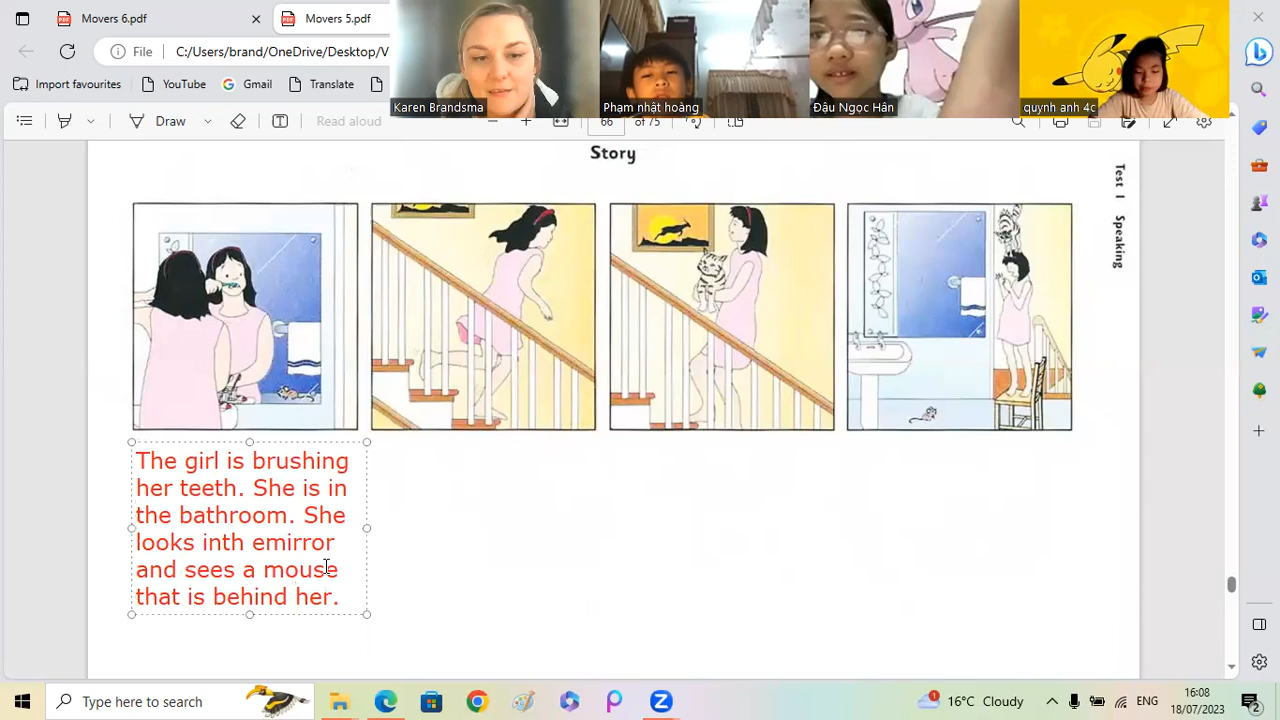 Movers 6.pdf
Movers 5.pdf
File
C:/Users/brand/OneDrive/Desktop/V
Import favourites
YouTube
Gmail
Karen Brandsma
Phạm nhật hoàng
Đậu Ngọc Hân
quynh anh 4c
Draw
Read aloud
66
of 75
Story
Test 1 Speaking
The girl is brushing
her teeth. She is in
the bathroom. She
looks inth emirror
and sees a mouse
that is behind her.
Type here to search
1
16°C Cloudy
ENG
16:08
18/07/2023
2